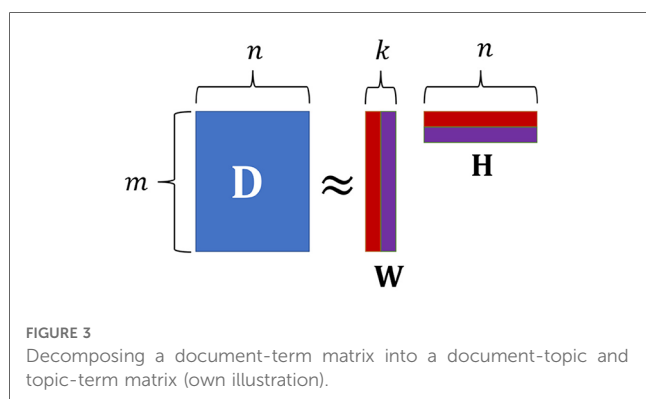 n k n
m D ≈ H
W
FIGURE 3
Decomposing a document-term matrix into a document-topic and
topic-term matrix (own illustration).